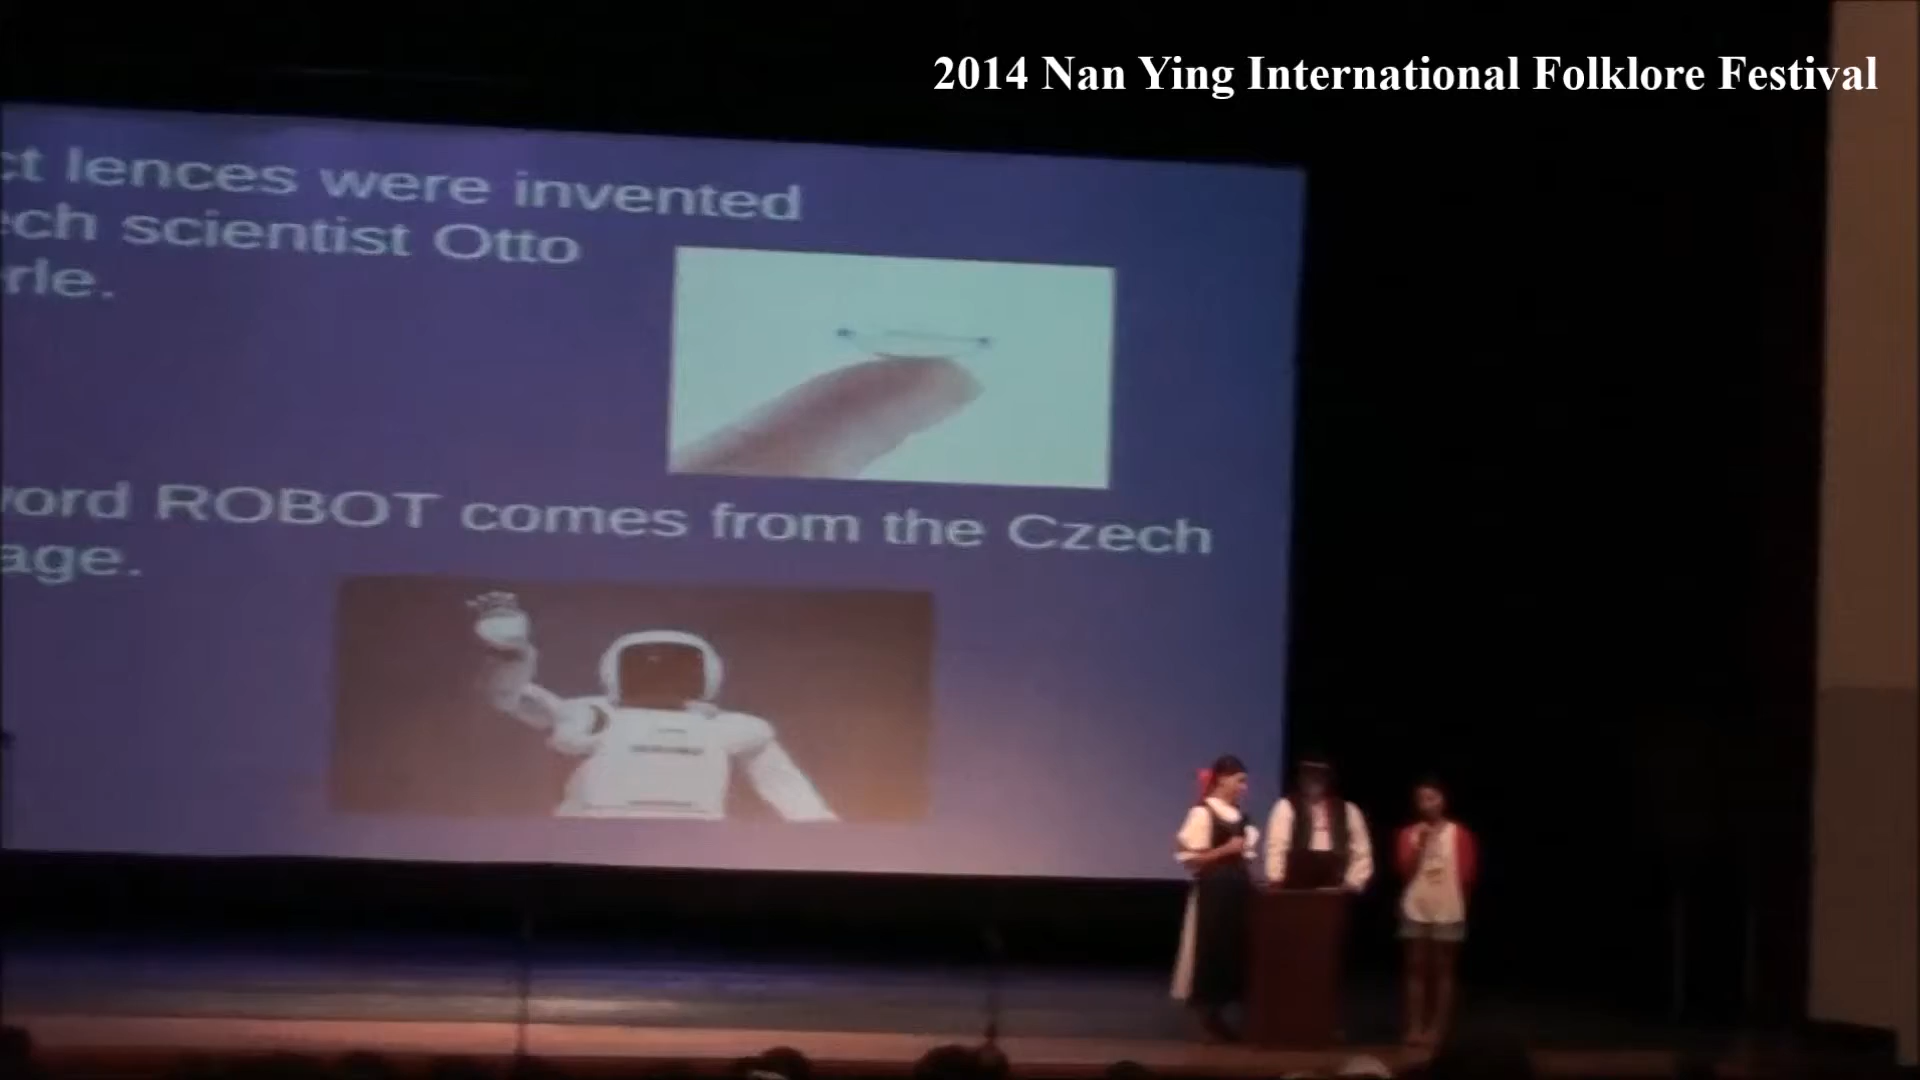 2014 Nan Ying International Folklore Festival
ct lences were invented
ech scientist Otto
rle.
word ROBOT comes from the Czech
age.